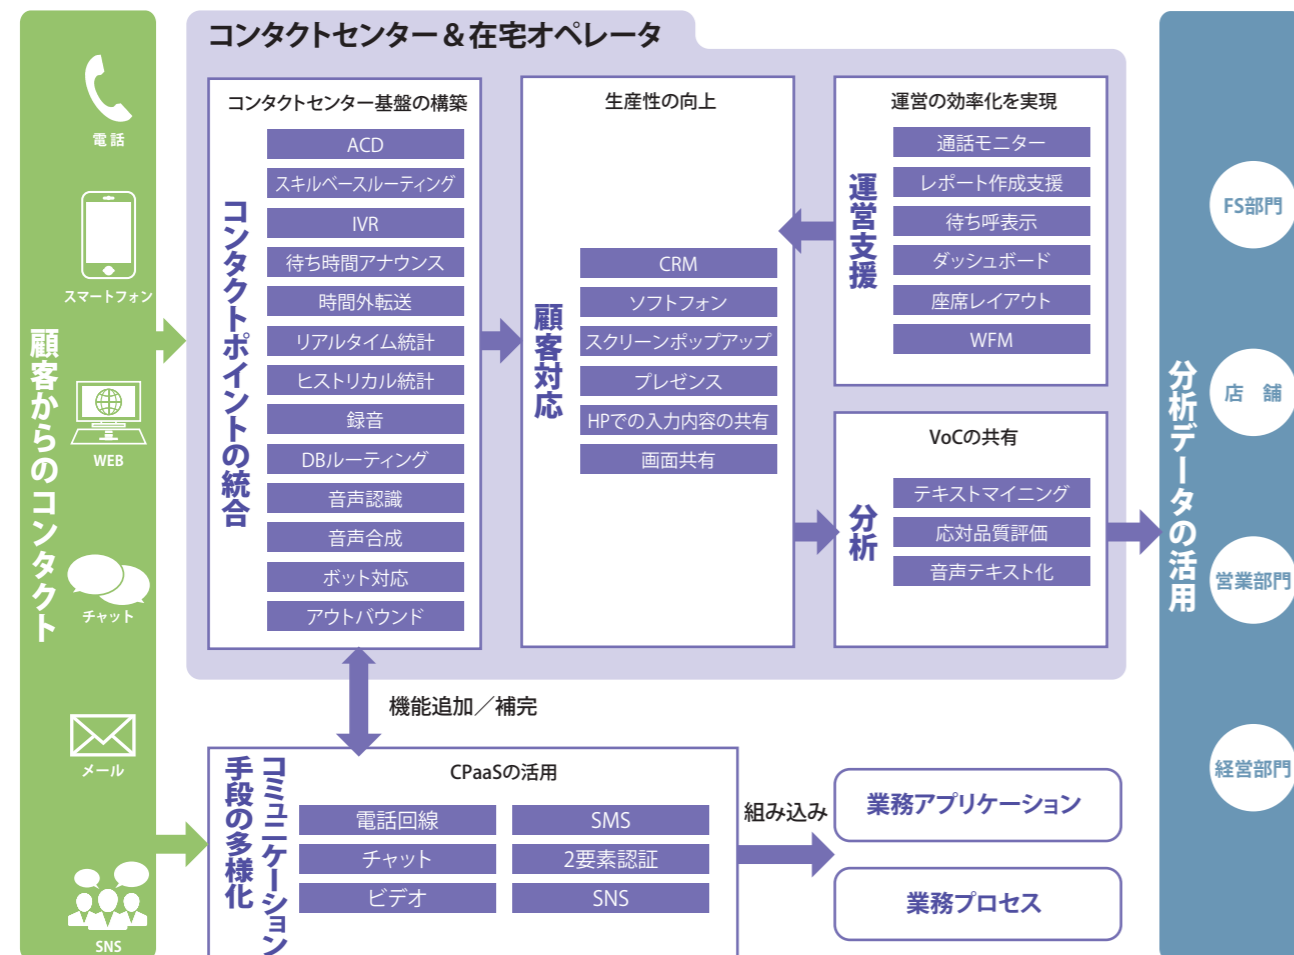 コンタクトセンター＆在宅オペレータ
電話
スマートフォン
WEB
チャット
メール
SNS
顧客からのコンタクト
コンタクトセンター基盤の構築
コンタクトポイントの統合
ACD
スキルベースルーティング
IVR
待ち時間アナウンス
時間外転送
リアルタイム統計
ヒストリカル統計
録音
DBルーティング
音声認識
音声合成
ボット対応
アウトバウンド
生産性の向上
顧客対応
CRM
ソフトフォン
スクリーンポップアップ
プレゼンス
HPでの入力内容の共有
画面共有
運営の効率化を実現
運営支援
通話モニター
レポート作成支援
待ち呼表示
ダッシュボード
座席レイアウト
WFM
VoCの共有
分析
テキストマイニング
応対品質評価
音声テキスト化
機能追加／補完
コミュニケーション
手段の多様化
CPaaSの活用
電話回線
SMS
チャット
2要素認証
ビデオ
SNS
組み込み
業務アプリケーション
業務プロセス
分析データの活用
FS部門
店 舗
営業部門
経営部門